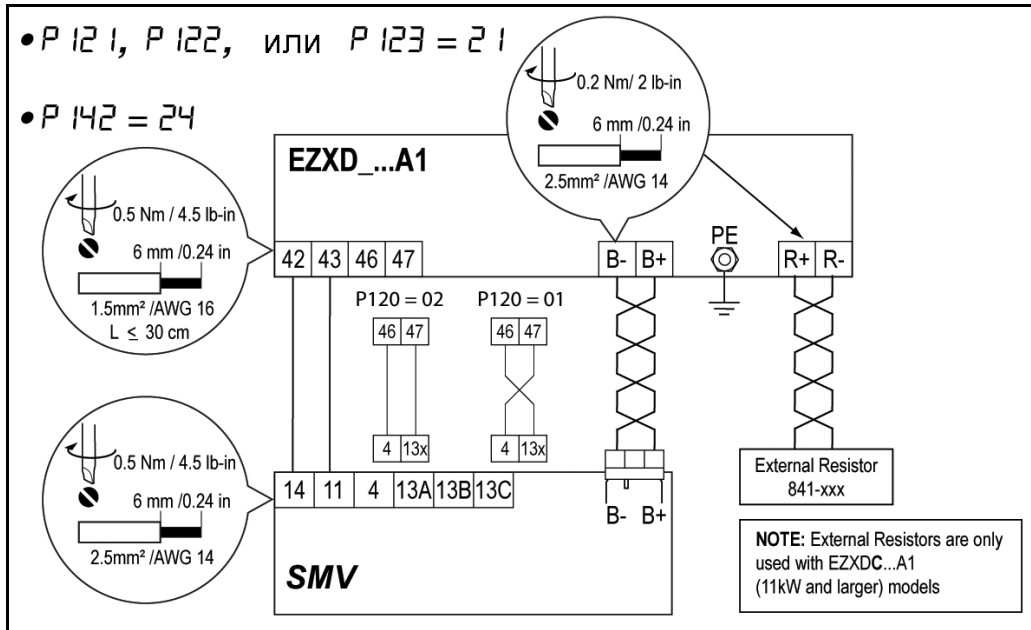 •P121, P122, или P123 = 21
•P142 = 24
0.2 Nm/ 2 lb-in
6 mm /0.24 in
2.5mm² /AWG 14
EZXD_...A1
0.5 Nm / 4.5 lb-in
6 mm /0.24 in
1.5mm² /AWG 16
L ≤ 30 cm
42 43 46 47
B- B+
PE
R+ R-
P120 = 02
P120 = 01
46 47
46 47
4 13x
4 13x
0.5 Nm / 4.5 lb-in
6 mm /0.24 in
2.5mm² /AWG 14
14 11 4 13A 13B 13C
B- B+
SMV
External Resistor
841-xxx
NOTE: External Resistors are only
used with EZXDC...A1
(11kW and larger) models